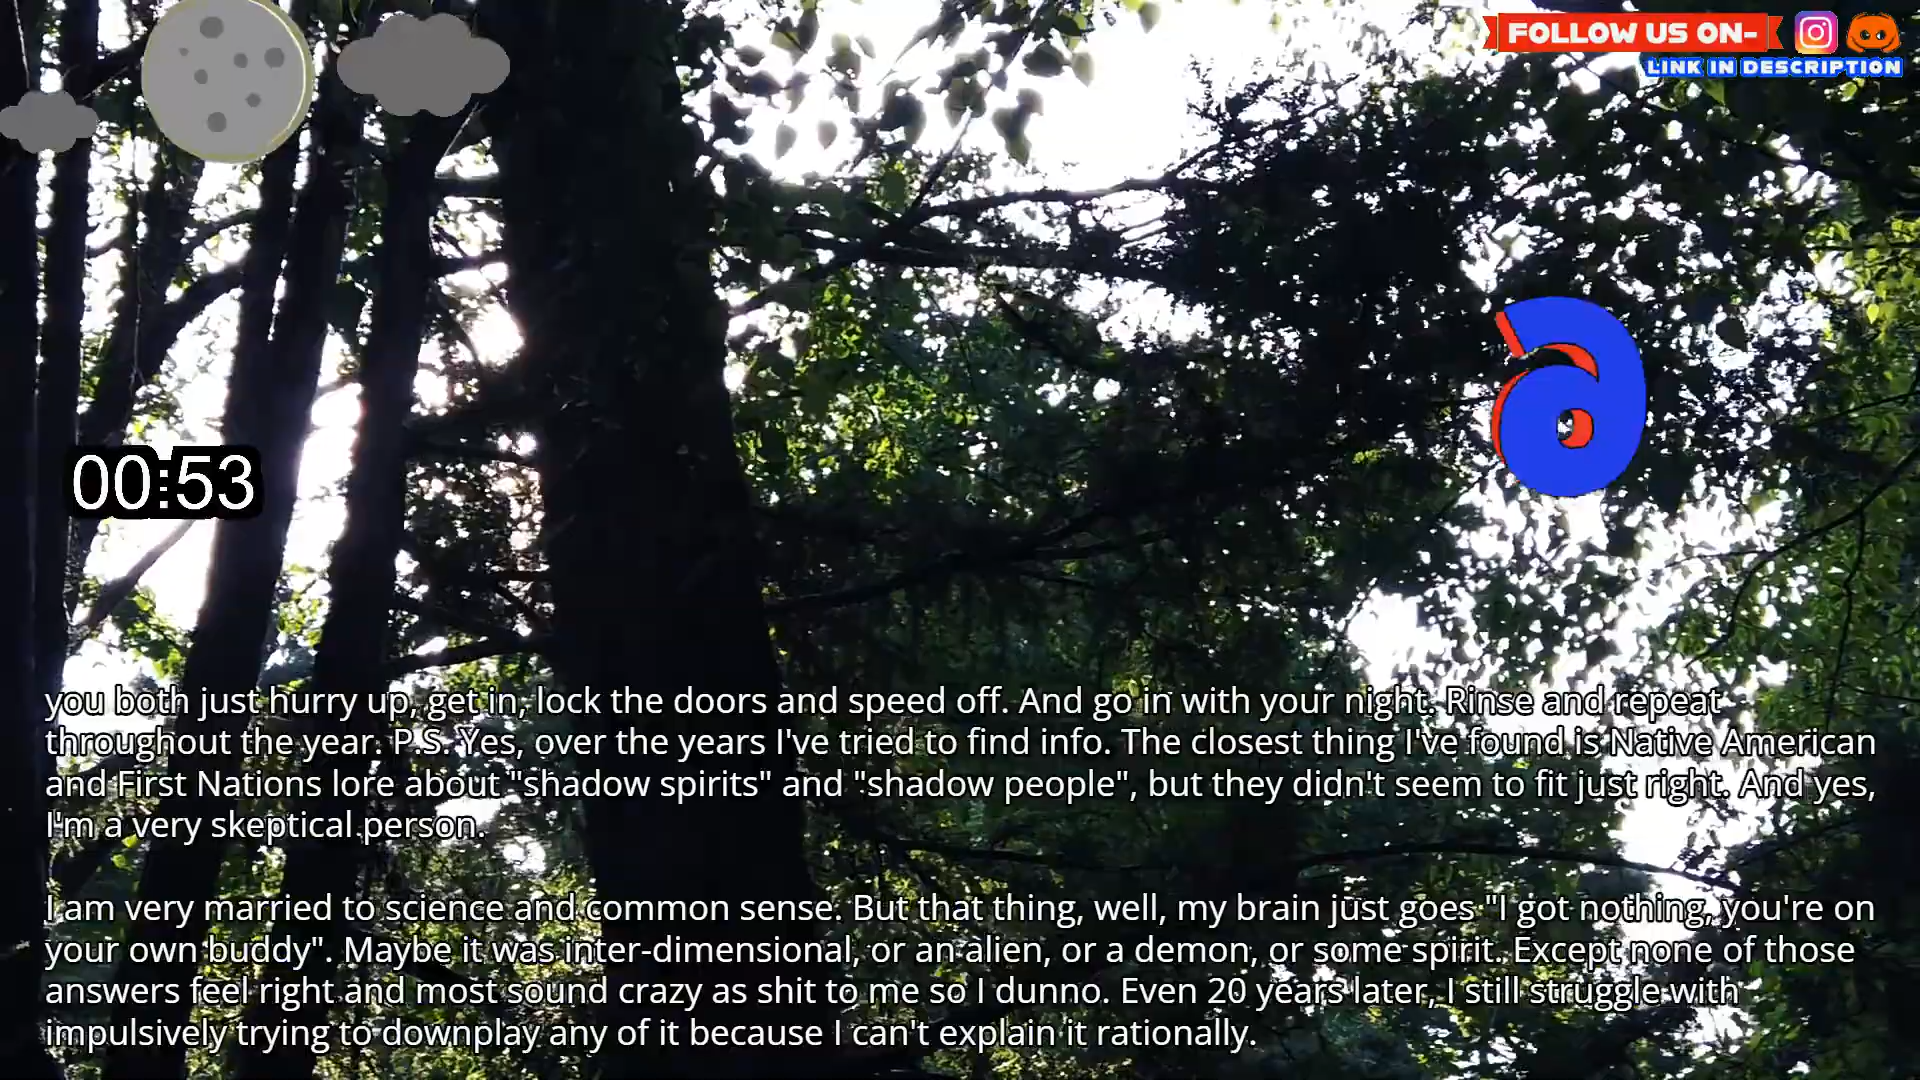 FOLLOW US ON-
LINK IN DESCRIPTION
00:53
you both just hurry up, get in, lock the doors and speed off. And go in with your night. Rinse and repeat
throughout the year. P.S. Yes, over the years I've tried to find info. The closest thing I've found is Native American
and First Nations lore about "shadow spirits" and "shadow people", but they didn't seem to fit just right. And yes,
I'm a very skeptical person.
I am very married to science and common sense. But that thing, well, my brain just goes "I got nothing, you're on
your own buddy". Maybe it was inter-dimensional, or an alien, or a demon, or some spirit. Except none of those
answers feel right and most sound crazy as shit to me so I dunno. Even 20 years later, I still struggle with
impulsively trying to downplay any of it because I can't explain it rationally.